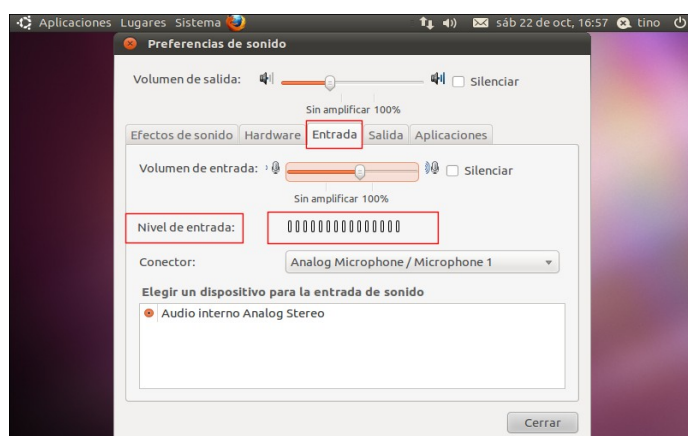 Aplicaciones Lugares Sistema sáb 22 de oct, 16:57 tino
Preferencias de sonido
Volumen de salida: Silenciar
Sin amplificar 100%
Efectos de sonido Hardware Entrada Salida Aplicaciones
Volumen de entrada: Silenciar
Sin amplificar 100%
Nivel de entrada:
Conector: Analog Microphone / Microphone 1
Elegir un dispositivo para la entrada de sonido
Audio interno Analog Stereo
Cerrar